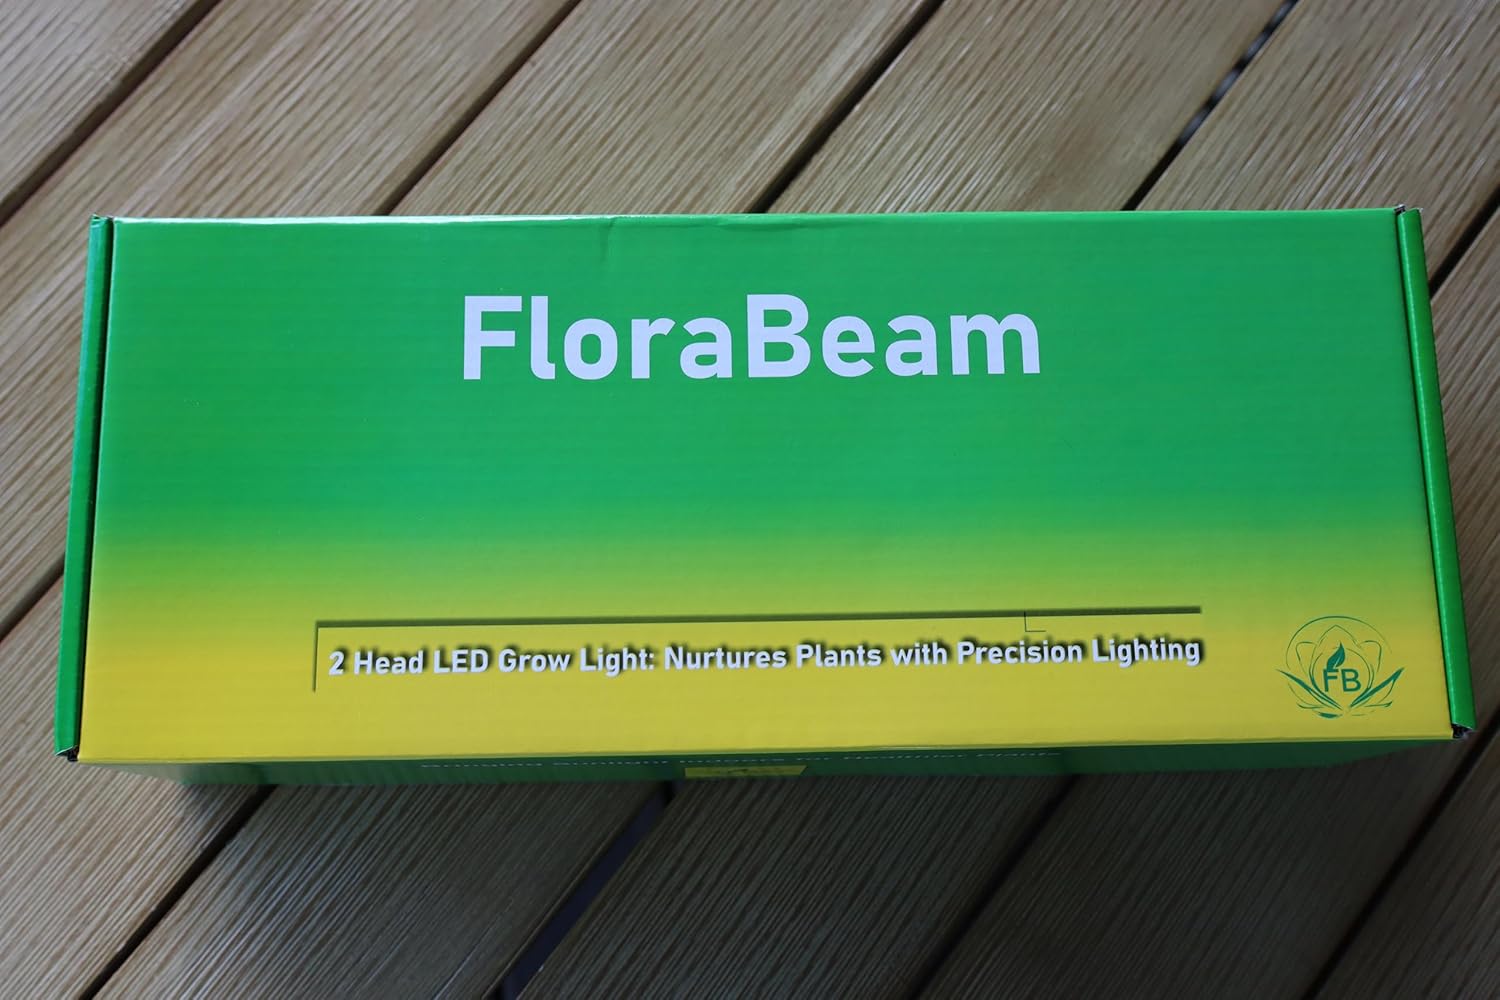 FloraBeam
2 Head LED Grow Light: Nurtures Plants with Precision Lighting
FB